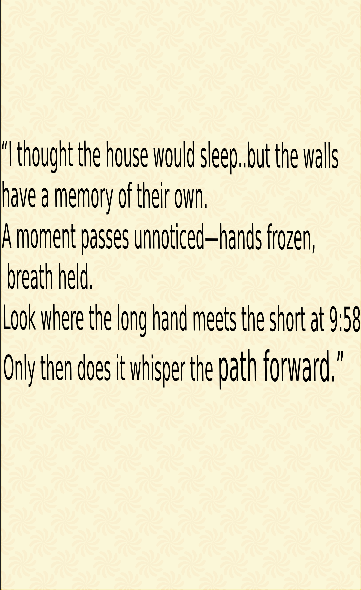 “I thought the house would sleep..but the walls
have a memory of their own.
A moment passes unnoticed—hands frozen,
breath held.
Look where the long hand meets the short at 9:58
Only then does it whisper the path forward.”